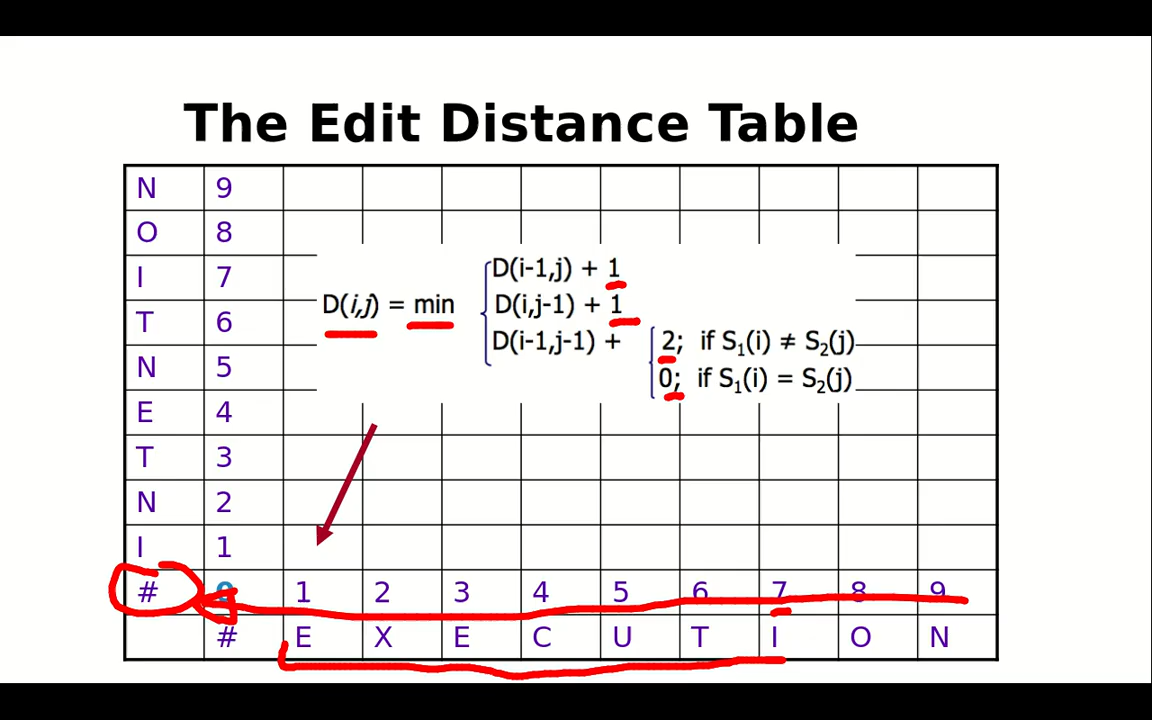 The Edit Distance Table
N 9
O 8
I 7
T 6
N 5
E 4
T 3
N 2
I 1
# 0 1 2 3 4 5 6 7 8 9
# E X E C U T I O N
D(i,j) = min
D(i-1,j) + 1
D(i,j-1) + 1
D(i-1,j-1) +
2; if S₁(i) ≠ S₂(j)
0; if S₁(i) = S₂(j)